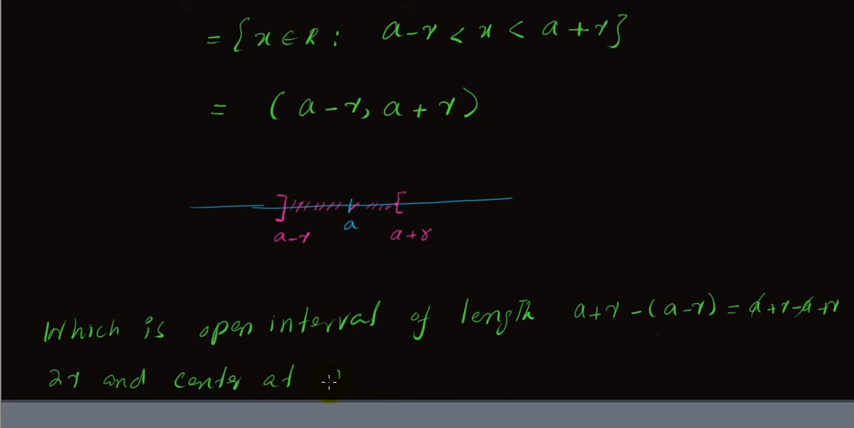 = { x ∈ R : a - r < x < a + r }
= ( a - r, a + r )
] a [
a-r a+r
Which is open interval of length a+r-(a-r) = a+r-a+r
2r and center at